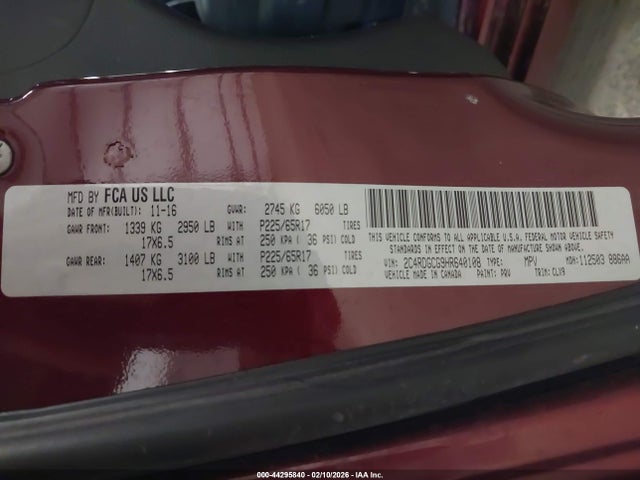 MFD BY FCA US LLC
DATE OF MFR(BUILT): 11-16 GVWR: 2745 KG 6050 LB
GAWR FRONT: 1339 KG 2950 LB WITH P225/65R17 TIRES
17X6.5 RIMS AT 250 KPA ( 36 PSI) COLD
GAWR REAR: 1407 KG 3100 LB WITH P225/65R17 TIRES
17X6.5 RIMS AT 250 KPA ( 36 PSI) COLD
THIS VEHICLE CONFORMS TO ALL APPLICABLE U.S.A. FEDERAL MOTOR VEHICLE SAFETY
STANDARDS IN EFFECT ON THE DATE OF MANUFACTURE SHOWN ABOVE.
VIN: 2C4RDGCG9HR640108 TYPE: MPV MDH: 112503 886AA
VEHICLE MADE IN CANADA PAINT: PRV TRIM: CLV9
000-44295840 - 02/10/2026 - IAA Inc.